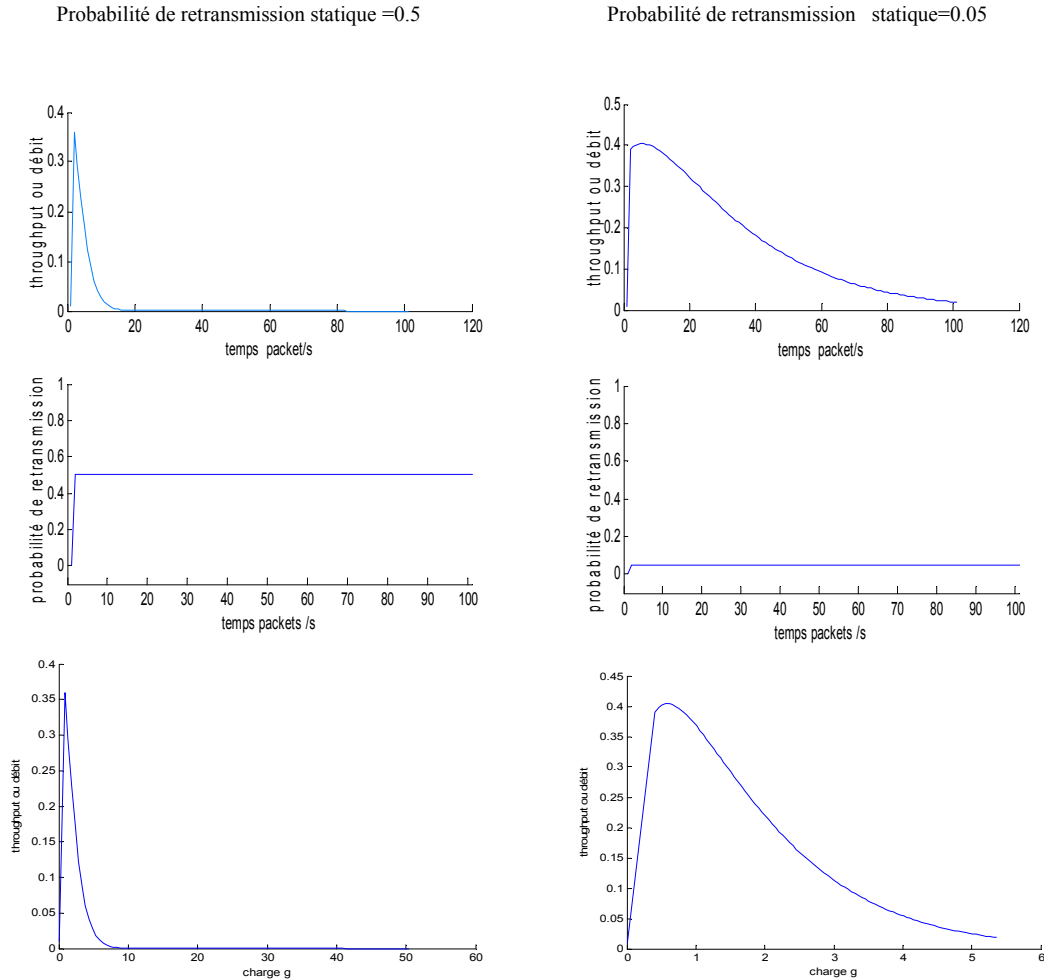 Probabilité de retransmission statique =0.5
Probabilité de retransmission statique=0.05
throughput ou débit
0.4
0.3
0.2
0.1
0
0 20 40 60 80 100 120
temps packet/s
throughput ou débit
0.5
0.4
0.3
0.2
0.1
0
0 20 40 60 80 100 120
temps packet/s
probabilité de retransmission
1
0.8
0.6
0.4
0.2
0
0 10 20 30 40 50 60 70 80 90 100
temps packets /s
probabilité de retransmission
1
0.8
0.6
0.4
0.2
0
0 10 20 30 40 50 60 70 80 90 100
temps packets /s
throughput ou débit
0.4
0.35
0.3
0.25
0.2
0.15
0.1
0.05
0
0 10 20 30 40 50 60
charge g
throughput ou débit
0.45
0.4
0.35
0.3
0.25
0.2
0.15
0.1
0.05
0
0 1 2 3 4 5 6
charge g